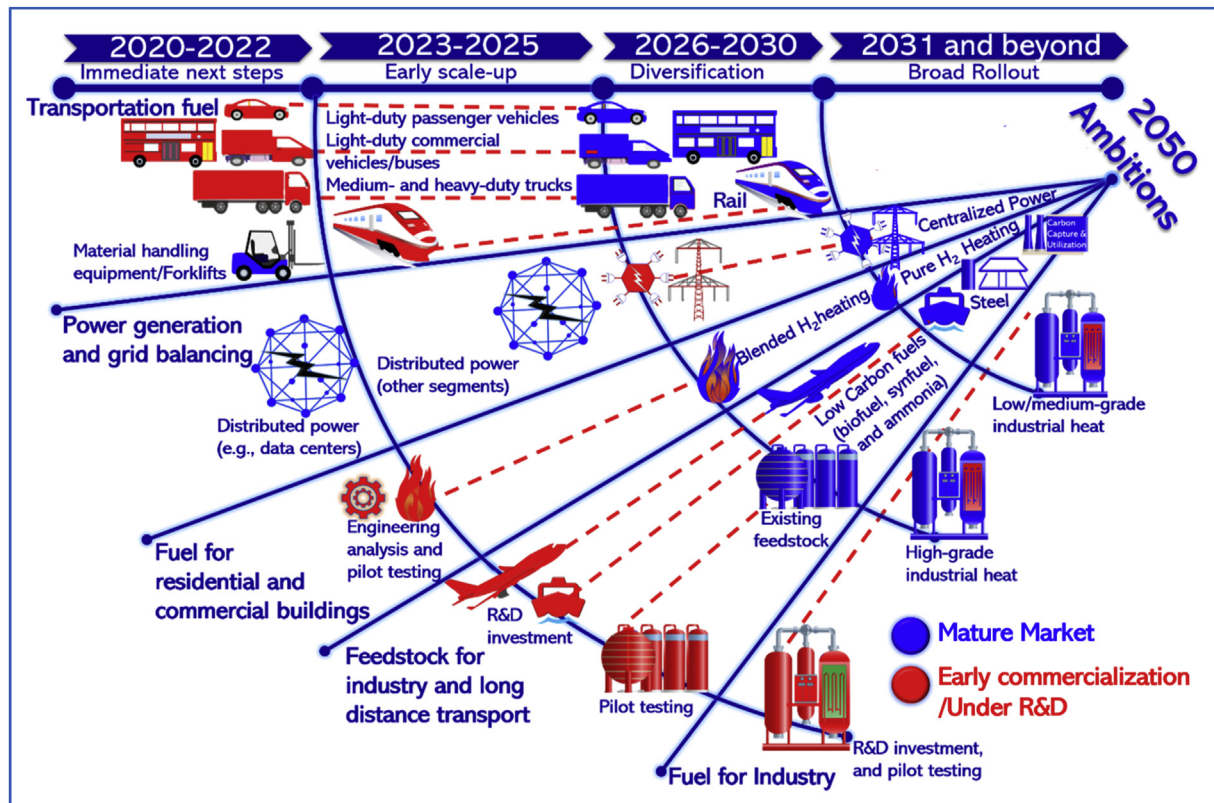 2020-2022
2023-2025
2026-2030
2031 and beyond
Immediate next steps
Early scale-up
Diversification
Broad Rollout
2050
Ambitions
Transportation fuel
Light-duty passenger vehicles
Light-duty commercial
vehicles/buses
Medium- and heavy-duty trucks
Rail
Material handling
equipment/Forklifts
Power generation
and grid balancing
Distributed power
(e.g., data centers)
Distributed power
(other segments)
Centralized Power
Pure H₂ Heating
Blended H₂heating
Carbon
Capture &
Utilization
Steel
Low Carbon fuels
(biofuel, synfuel,
and ammonia)
Low/medium-grade
industrial heat
Engineering
analysis and
pilot testing
Existing
feedstock
High-grade
industrial heat
Fuel for
residential and
commercial buildings
R&D
investment
Feedstock for
industry and long
distance transport
Pilot testing
Mature Market
Early commercialization
/Under R&D
R&D investment,
and pilot testing
Fuel for Industry